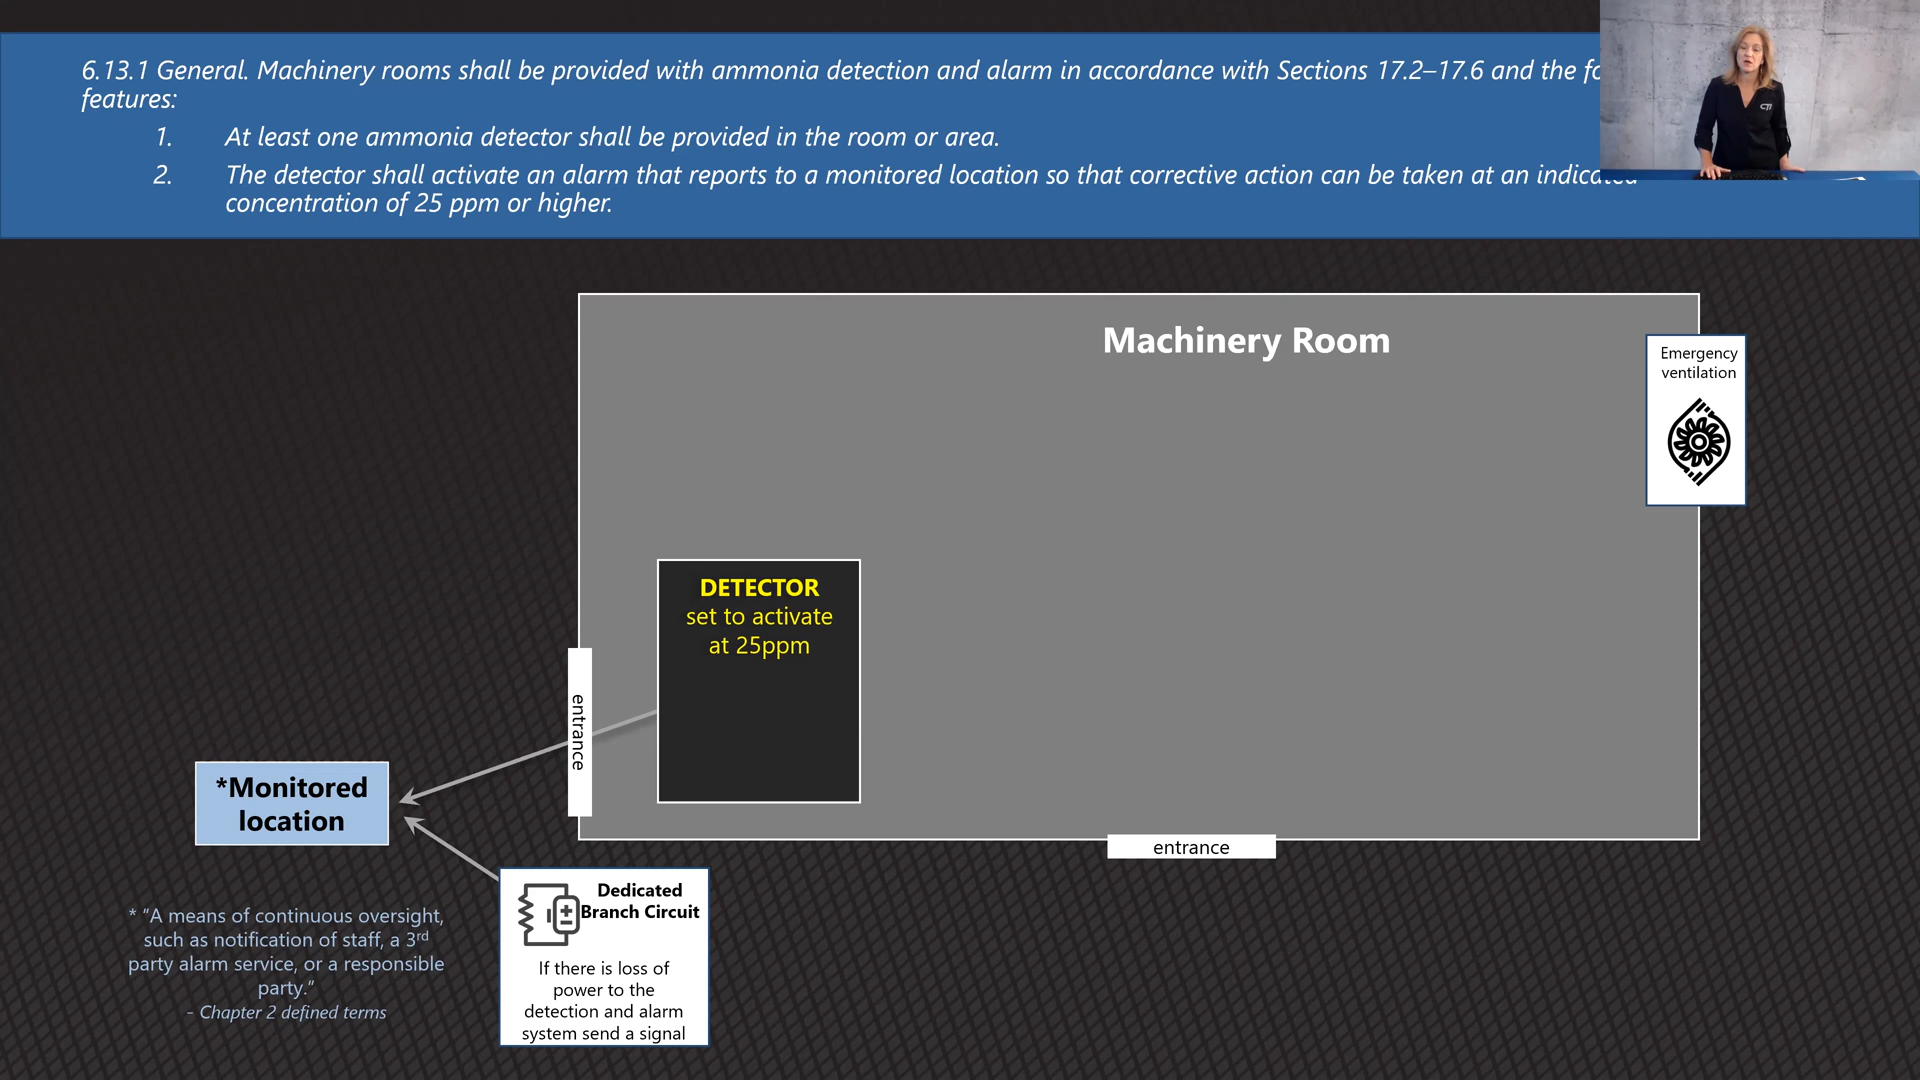 6.13.1 General. Machinery rooms shall be provided with ammonia detection and alarm in accordance with Sections 17.2–17.6 and the
features:
1. At least one ammonia detector shall be provided in the room or area.
2. The detector shall activate an alarm that reports to a monitored location so that corrective action can be taken at an indicated
concentration of 25 ppm or higher.
CTI
Machinery Room
Emergency
ventilation
DETECTOR
set to activate
at 25ppm
entrance
*Monitored
location
entrance
Dedicated
Branch Circuit
If there is loss of
power to the
detection and alarm
system send a signal
* “A means of continuous oversight,
such as notification of staff, a 3rd
party alarm service, or a responsible
party.”
- Chapter 2 defined terms